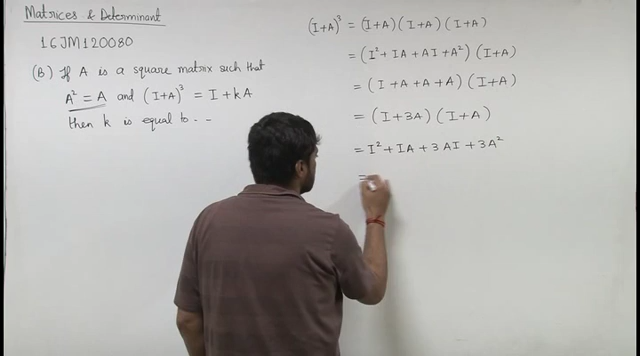 Matrices & Determinant
16JM120080
(B) If A is a square matrix such that
A² = A and (I+A)³ = I + kA
then k is equal to . .
(I+A)³ = (I+A) (I+A) (I+A)
= (I² + IA + AI + A²) (I+A)
= (I + A + A + A) (I+A)
= (I + 3A) (I+A)
= I² + IA + 3AI + 3A²
=